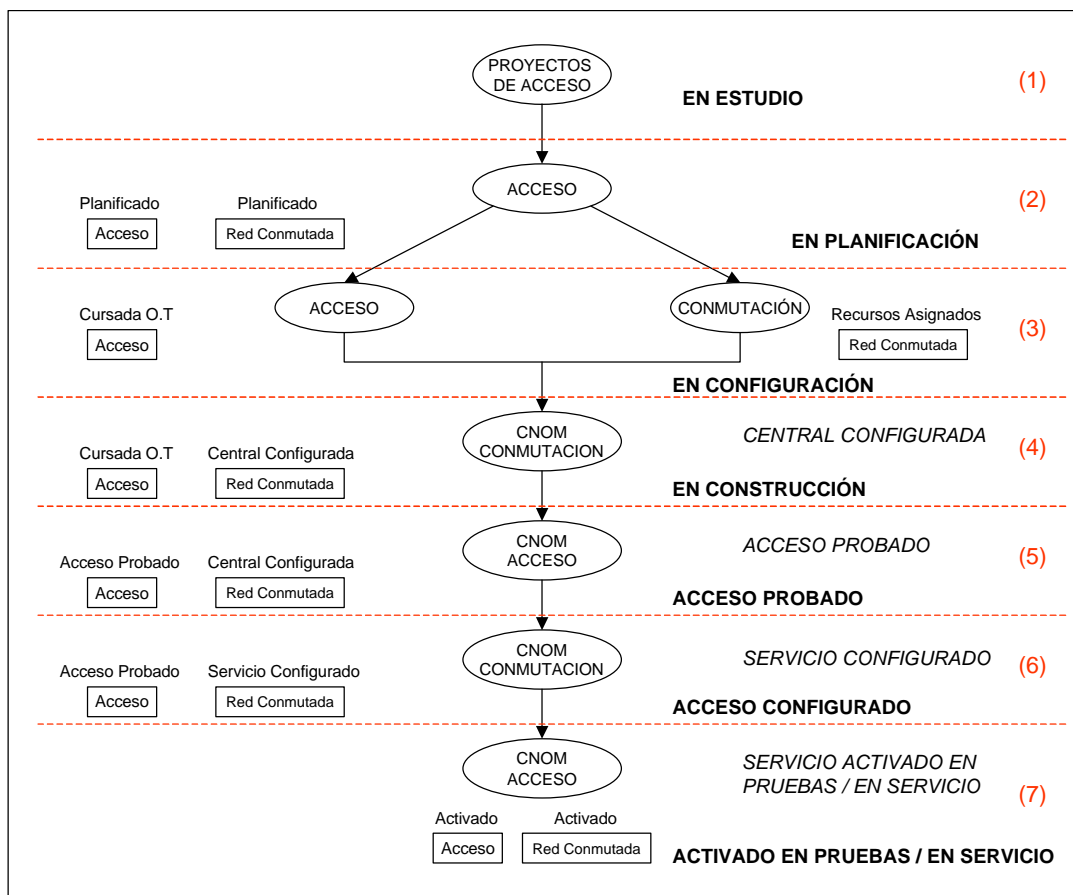 PROYECTOS
DE ACCESO
(1)
EN ESTUDIO
ACCESO
(2)
Planificado
Planificado
Acceso
Red Conmutada
EN PLANIFICACIÓN
ACCESO
CONMUTACIÓN
Cursada O.T
Recursos Asignados
(3)
Acceso
Red Conmutada
EN CONFIGURACIÓN
CNOM
CONMUTACION
CENTRAL CONFIGURADA
(4)
Cursada O.T
Central Configurada
Acceso
Red Conmutada
EN CONSTRUCCIÓN
CNOM
ACCESO
ACCESO PROBADO
(5)
Acceso Probado
Central Configurada
Acceso
Red Conmutada
ACCESO PROBADO
CNOM
CONMUTACION
SERVICIO CONFIGURADO
(6)
Acceso Probado
Servicio Configurado
Acceso
Red Conmutada
ACCESO CONFIGURADO
CNOM
ACCESO
SERVICIO ACTIVADO EN
PRUEBAS / EN SERVICIO
(7)
Activado
Activado
Acceso
Red Conmutada
ACTIVADO EN PRUEBAS / EN SERVICIO